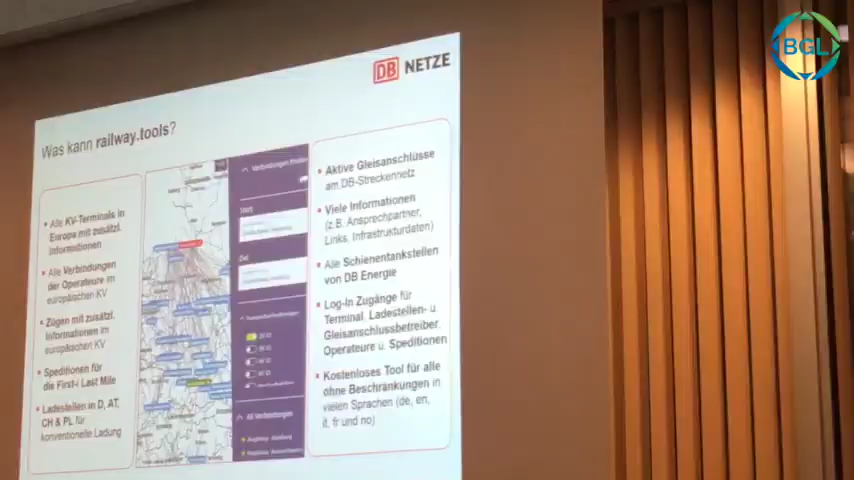 BGL
DB NETZE
Was kann railway.tools?
• Alle KV-Terminals in
Europa mit zusätzl.
Informationen
• Alle Verbindungen
der Operateure im
europäischen KV
• Zügen mit zusätzl.
Informationen im
europäischen KV
• Speditionen für
die First-/ Last Mile
• Ladestellen in D, AT,
CH & PL für
konventionelle Ladung
Verbindungen finden
Start
Ziel
All Verbindungen
• Aktive Gleisanschlüsse
am DB-Streckennetz
• Viele Informationen
(z.B. Ansprechpartner,
Links, Infrastrukturdaten)
• Alle Schienentankstellen
von DB Energie
• Log-In Zugänge für
Terminal, Ladestellen- u.
Gleisanschlussbetreiber,
Operateure u. Speditionen
• Kostenloses Tool für alle
ohne Beschränkungen in
vielen Sprachen (de, en,
it, fr und no)